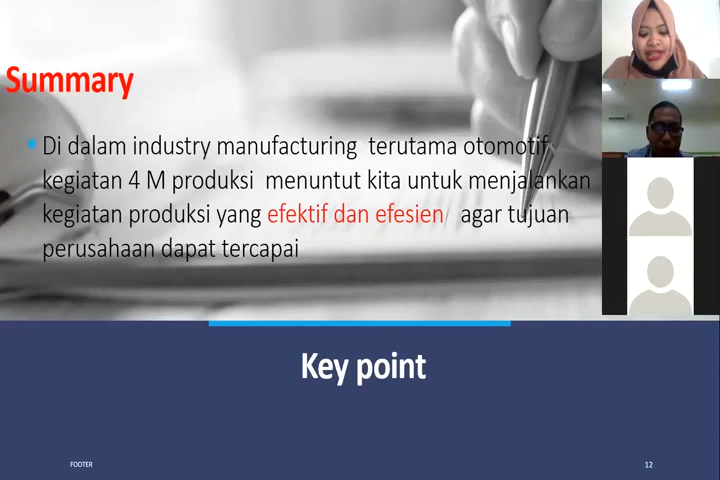 Summary
Di dalam industry manufacturing terutama otomotif
kegiatan 4 M produksi menuntut kita untuk menjalankan
kegiatan produksi yang efektif dan efesien agar tujuan
perusahaan dapat tercapai
Key point
FOOTER
12